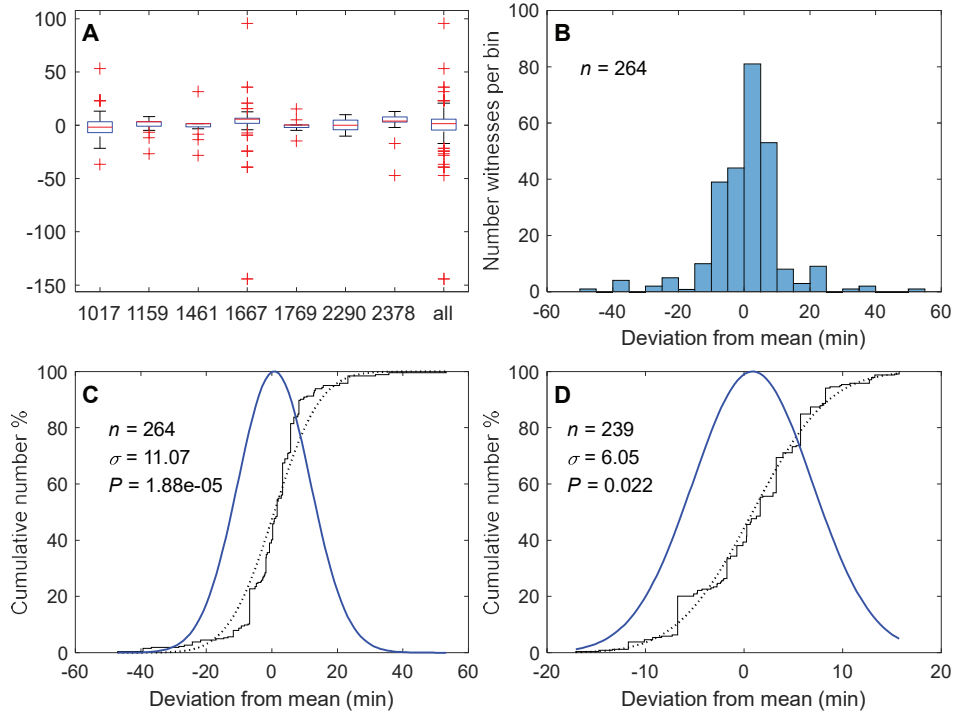 A
100
50
0
-50
-100
-150
1017 1159 1461 1667 1769 2290 2378 all
B
n = 264
Number witnesses per bin
100
80
60
40
20
0
-60 -40 -20 0 20 40 60
Deviation from mean (min)
C
n = 264
σ = 11.07
P = 1.88e-05
Cumulative number %
100
80
60
40
20
0
-60 -40 -20 0 20 40 60
Deviation from mean (min)
D
n = 239
σ = 6.05
P = 0.022
Cumulative number %
100
80
60
40
20
0
-20 -10 0 10 20
Deviation from mean (min)